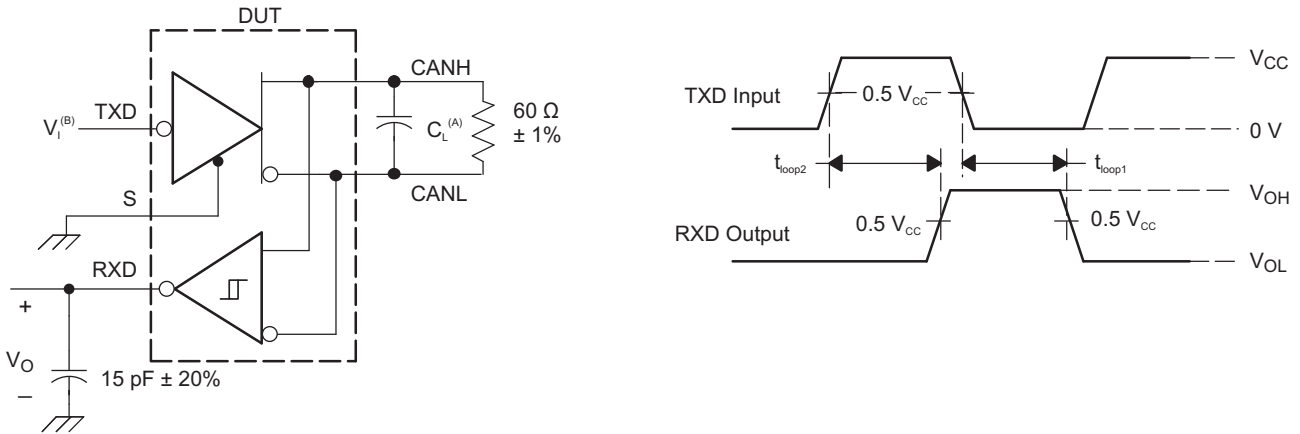 DUT
CANH
TXD
V_I^(B)
C_L^(A)
60 Ω
± 1%
S
CANL
RXD
+
V_O
–
15 pF ± 20%
V_CC
TXD Input
0.5 V_CC
0 V
t_loop2
t_loop1
V_OH
RXD Output
0.5 V_CC
0.5 V_CC
V_OL